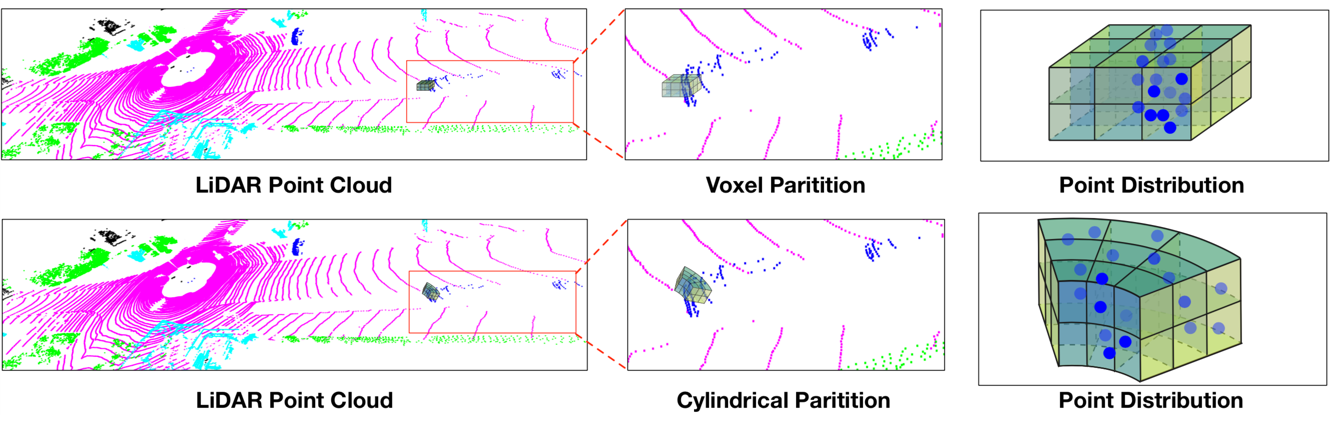 LiDAR Point Cloud
Voxel Paritition
Point Distribution
LiDAR Point Cloud
Cylindrical Paritition
Point Distribution